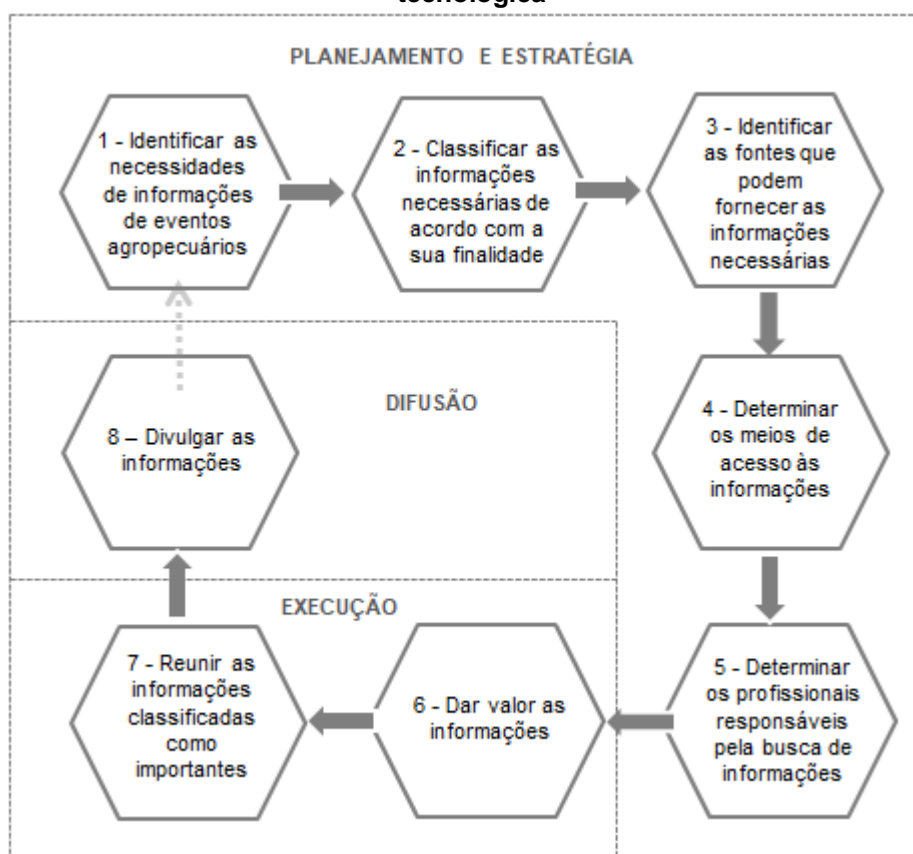 tecnológica
PLANEJAMENTO E ESTRATÉGIA
1 - Identificar as
necessidades
de informações
de eventos
agropecuários
2 - Classificar as
informações
necessárias de
acordo com a
sua finalidade
3 - Identificar
as fontes que
podem
fornecer as
informações
necessárias
4 - Determinar
os meios de
acesso às
informações
5 - Determinar
os profissionais
responsáveis
pela busca de
informações
EXECUÇÃO
6 - Dar valor as
informações
7 - Reunir as
informações
classificadas
como
importantes
DIFUSÃO
8 – Divulgar as
informações